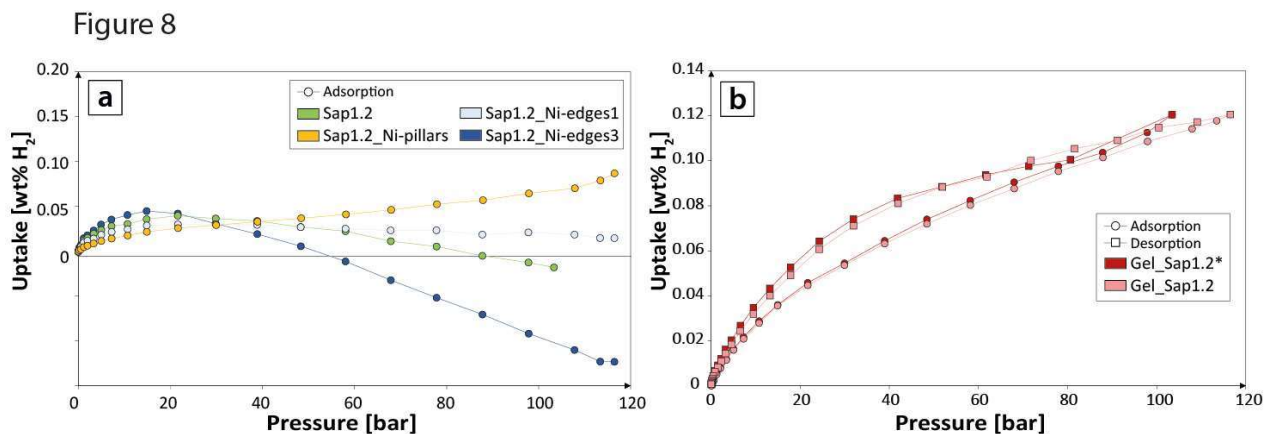 Figure 8
a
Uptake [wt% H2]
0.20
0.15
0.10
0.05
0
Adsorption
Sap1.2
Sap1.2_Ni-edges1
Sap1.2_Ni-pillars
Sap1.2_Ni-edges3
0 20 40 60 80 100 120
Pressure [bar]
b
Uptake [wt% H2]
0.14
0.12
0.10
0.08
0.06
0.04
0.02
0
Adsorption
Desorption
Gel_Sap1.2*
Gel_Sap1.2
0 20 40 60 80 100 120
Pressure [bar]